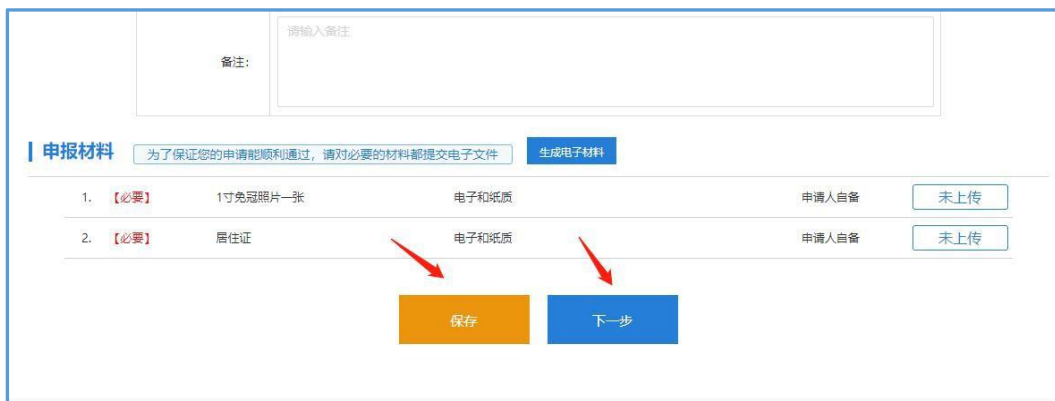 请输入备注
备注：
申报材料 为了保证您的申请能顺利通过，请对必要的材料都提交电子文件 生成电子材料
1. 【必要】 1寸免冠照片一张 电子和纸质 申请人自备 未上传
2. 【必要】 居住证 电子和纸质 申请人自备 未上传
保存 下一步